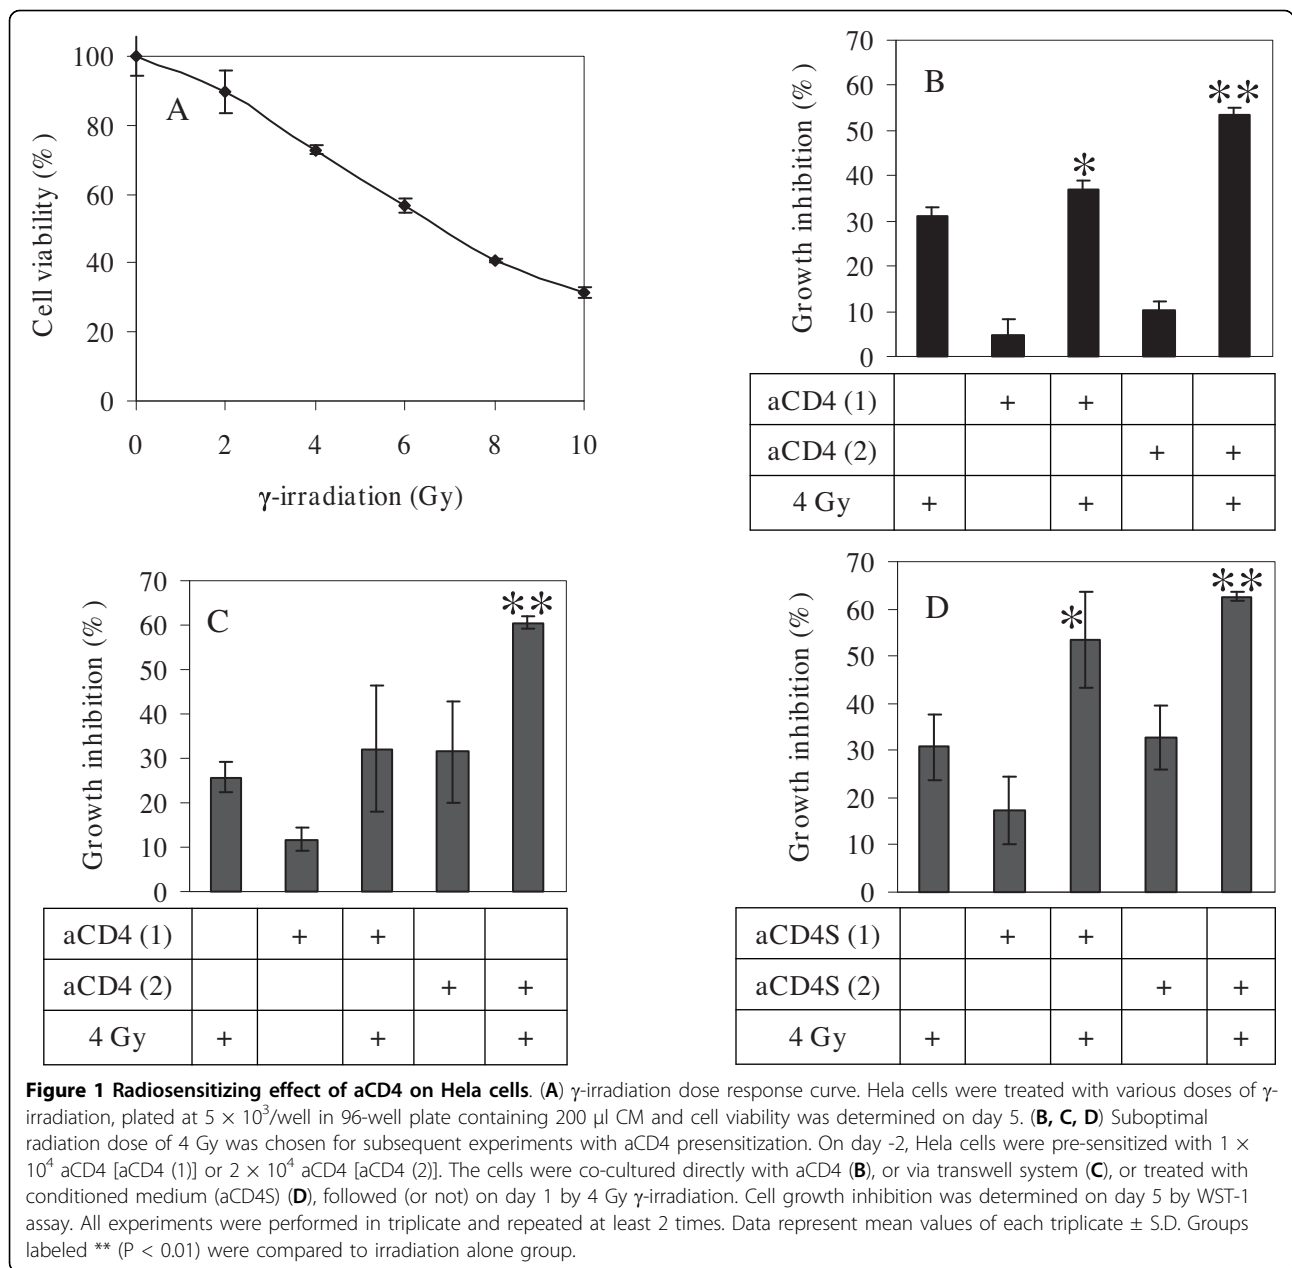 100
80
60
40
20
0
Cell viability (%)
A
0 2 4 6 8 10
γ-irradiation (Gy)
70
60
50
40
30
20
10
0
Growth inhibition (%)
B
*
**
aCD4 (1) + +
aCD4 (2) + +
4 Gy + + +
70
60
50
40
30
20
10
0
Growth inhibition (%)
C
**
aCD4 (1) + +
aCD4 (2) + +
4 Gy + + +
70
60
50
40
30
20
10
0
Growth inhibition (%)
D
*
**
aCD4S (1) + +
aCD4S (2) + +
4 Gy + + +
Figure 1 Radiosensitizing effect of aCD4 on Hela cells. (A) γ-irradiation dose response curve. Hela cells were treated with various doses of γ-
irradiation, plated at 5 × 10³/well in 96-well plate containing 200 μl CM and cell viability was determined on day 5. (B, C, D) Suboptimal
radiation dose of 4 Gy was chosen for subsequent experiments with aCD4 presensitization. On day -2, Hela cells were pre-sensitized with 1 ×
10⁴ aCD4 [aCD4 (1)] or 2 × 10⁴ aCD4 [aCD4 (2)]. The cells were co-cultured directly with aCD4 (B), or via transwell system (C), or treated with
conditioned medium (aCD4S) (D), followed (or not) on day 1 by 4 Gy γ-irradiation. Cell growth inhibition was determined on day 5 by WST-1
assay. All experiments were performed in triplicate and repeated at least 2 times. Data represent mean values of each triplicate ± S.D. Groups
labeled ** (P < 0.01) were compared to irradiation alone group.